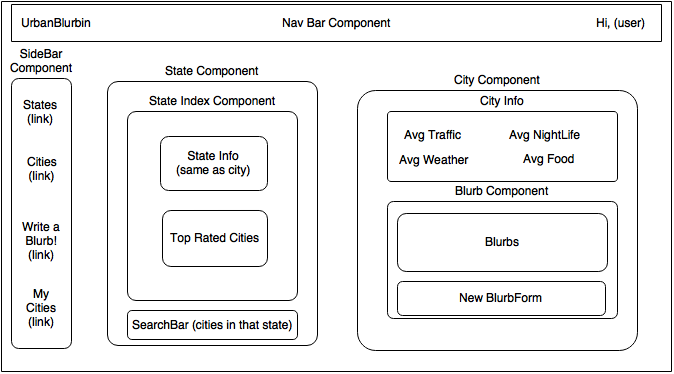 UrbanBlurbin
Nav Bar Component
Hi, (user)
SideBar
Component
States
(link)
Cities
(link)
Write a
Blurb!
(link)
My
Cities
(link)
State Component
State Index Component
State Info
(same as city)
Top Rated Cities
SearchBar (cities in that state)
City Component
City Info
Avg Traffic
Avg NightLife
Avg Weather
Avg Food
Blurb Component
Blurbs
New BlurbForm